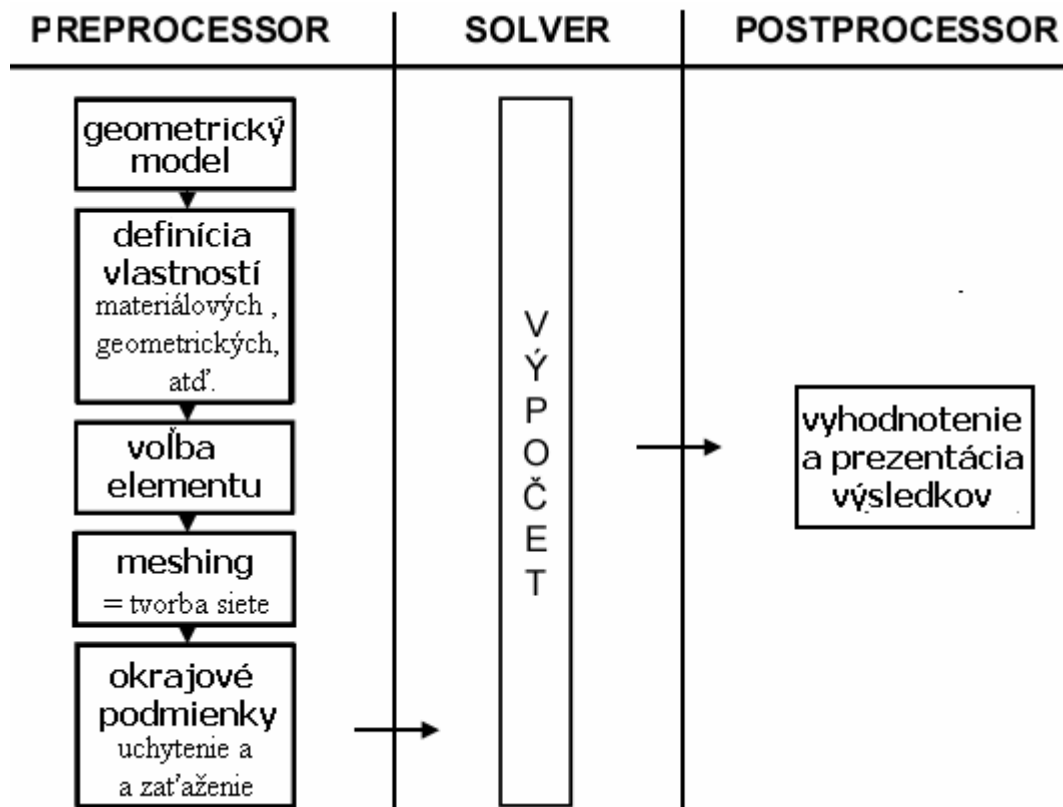 PREPROCESSOR
SOLVER
POSTPROCESSOR
geometrický
model
definícia
vlastností
materiálových ,
geometrických,
atď.
voľba
elementu
meshing
= tvorba siete
okrajové
podmienky
uchytenie a
a zaťaženie
V
Ý
P
O
Č
E
T
vyhodnotenie
a prezentácia
výsledkov